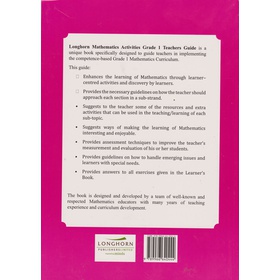 Longhorn Mathematics Activities Grade 1 Teachers Guide is a
unique book specifically designed to guide teachers in implementing
the competence-based Grade 1 Mathematics Curriculum.
This guide:
Enhances the learning of Mathematics through learner-
centred activities and discovery by learners.
Provides the necessary guidelines on how the teacher should
approach each section in a sub-strand.
• Suggests to the teacher some of the resources and extra
activities that can be used in the teaching/learning of each
sub-topic.
• Suggests ways of making the learning of Mathematics
interesting and enjoyable.
• Provides assessment techniques to improve the teacher's
measurement and evaluation of his or her students.
• Provides guidelines on how to handle emerging issues and
learners with special needs.
• Provides answers to all exercises given in the Learner's
Book.
The book is designed and developed by a team of well-known and
respected Mathematics educators with many years of teaching
experience and curriculum development.
LONGHORN
PUBLISHERS